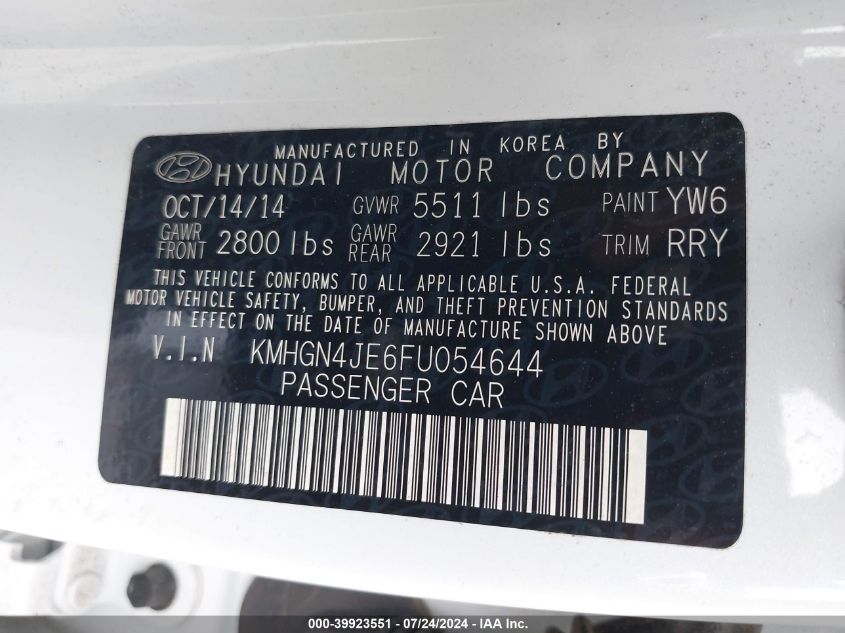 MANUFACTURED IN KOREA BY
HYUNDAI MOTOR COMPANY
OCT/14/14 GVWR 5511 lbs PAINT YW6
GAWR FRONT 2800 lbs GAWR REAR 2921 lbs TRIM RRY
THIS VEHICLE CONFORMS TO ALL APPLICABLE U.S.A. FEDERAL
MOTOR VEHICLE SAFETY, BUMPER, AND THEFT PREVENTION STANDARDS
IN EFFECT ON THE DATE OF MANUFACTURE SHOWN ABOVE
V.I.N KMHGN4JE6FU054644
PASSENGER CAR
000-39923551 - 07/24/2024 - IAA Inc.